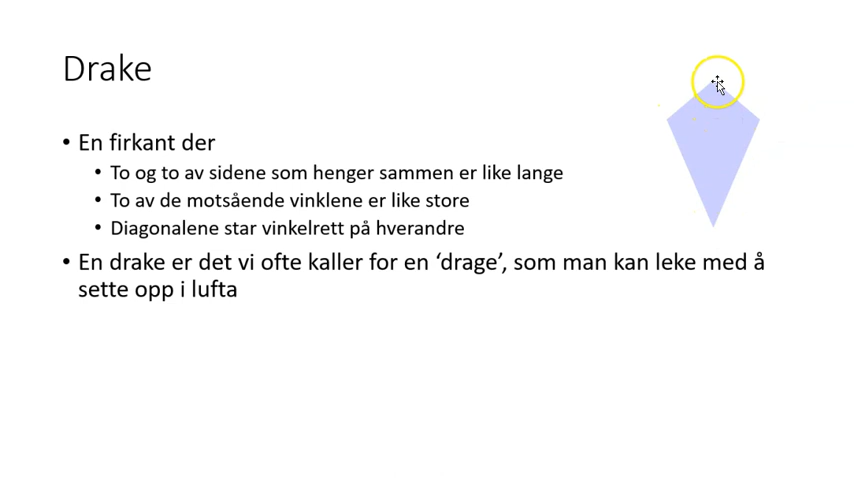 Drake
• En firkant der
• To og to av sidene som henger sammen er like lange
• To av de motsående vinklene er like store
• Diagonalene star vinkelrett på hverandre
• En drake er det vi ofte kaller for en ‘drage’, som man kan leke med å
sette opp i lufta